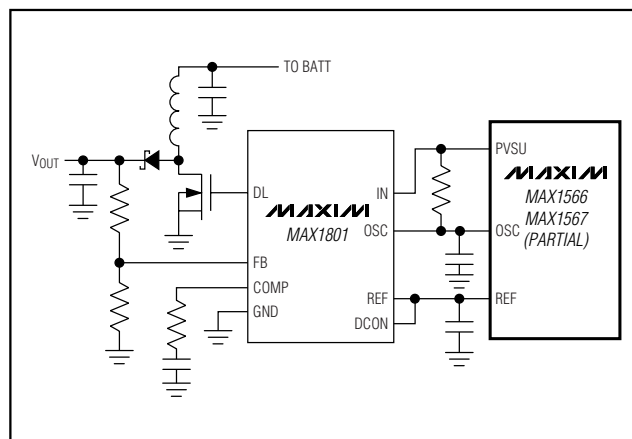 TO BATT
VOUT
DL
MAXIM
MAX1801
IN
OSC
FB
COMP
GND
REF
DCON
PVSU
MAXIM
MAX1566
MAX1567
(PARTIAL)
OSC
REF